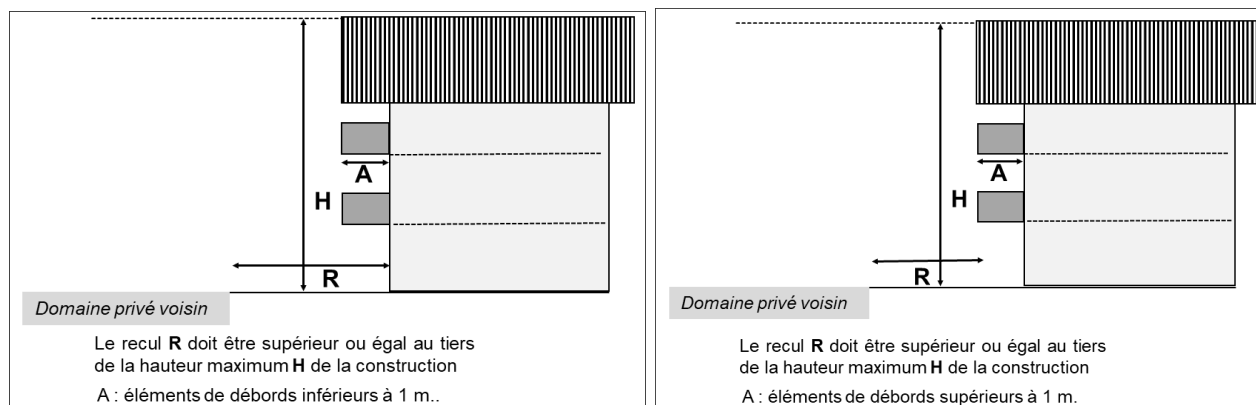 A
H
R
Domaine privé voisin
Le recul R doit être supérieur ou égal au tiers
de la hauteur maximum H de la construction
A : éléments de débords inférieurs à 1 m..
A
H
R
Domaine privé voisin
Le recul R doit être supérieur ou égal au tiers
de la hauteur maximum H de la construction
A : éléments de débords supérieurs à 1 m.